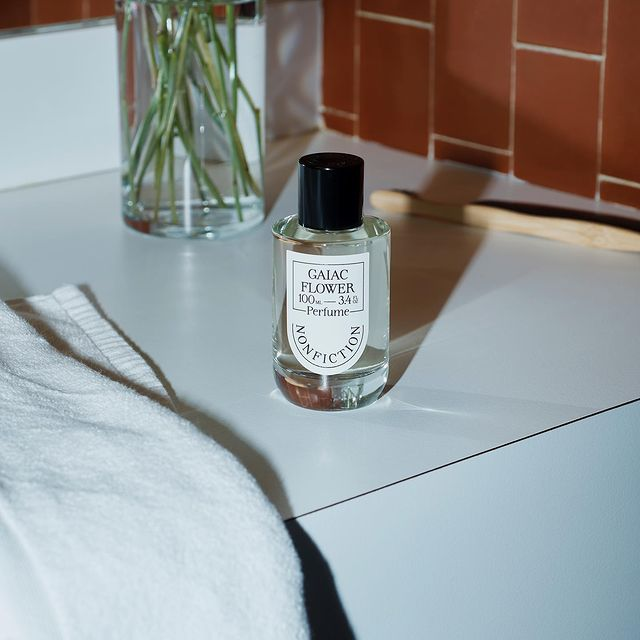 GAIAC
FLOWER
100 ML — 3.4 FL OZ
Perfume
NONFICTION